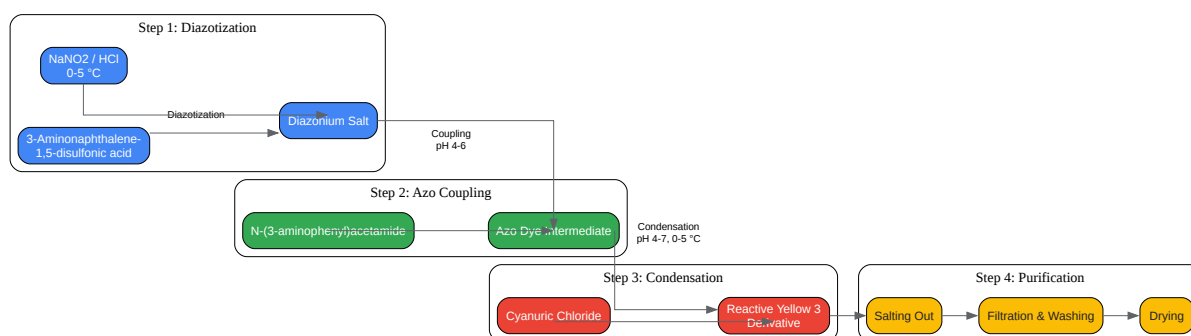 Step 1: Diazotization
NaNO2 / HCl
0-5 °C
Diazotization
Diazonium Salt
3-Aminonaphthalene-
1,5-disulfonic acid
Coupling
pH 4-6
Step 2: Azo Coupling
N-(3-aminophenyl)acetamide
Azo Dye Intermediate
Condensation
pH 4-7, 0-5 °C
Step 3: Condensation
Cyanuric Chloride
Reactive Yellow 3
Derivative
Step 4: Purification
Salting Out
Filtration & Washing
Drying